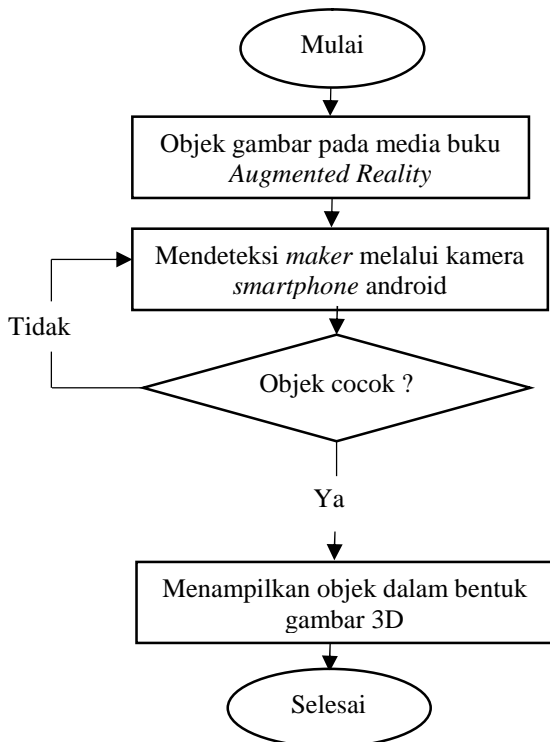 Mulai
Objek gambar pada media buku
Augmented Reality
Mendeteksi maker melalui kamera
smartphone android
Tidak
Objek cocok ?
Ya
Menampilkan objek dalam bentuk
gambar 3D
Selesai